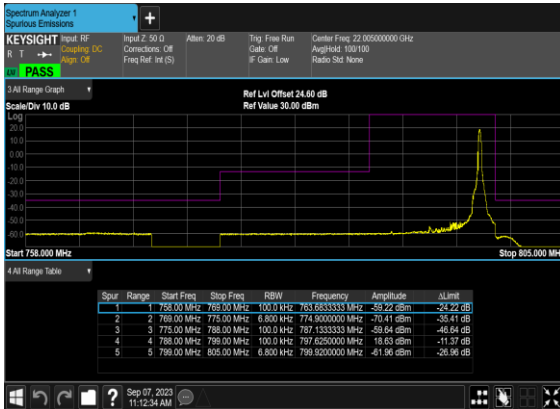 Spectrum Analyzer 1
Spurious Emissions
KEYSIGHT Input: RF Input Z: 50 Ω Atten: 20 dB Trig: Free Run Center Freq: 22.005000000 GHz
R T Coupling: DC Corrections: Off Gate: Off Avg|Hold: 100/100
Align: Off Freq Ref: Int (S) IF Gain: Low Radio Std: None
PASS
3 All Range Graph
Ref Lvl Offset 24.60 dB
Scale/Div 10.0 dB Ref Value 30.00 dBm
Log
20.0
10.0
0.00
-10.0
-20.0
-30.0
-40.0
-50.0
-60.0
Start 758.000 MHz Stop 805.000 MH
4 All Range Table
Spur Range Start Freq Stop Freq RBW Frequency Amplitude ΔLimit
1 1 758.00 MHz 769.00 MHz 100.0 kHz 763.6833333 MHz -59.22 dBm -24.22 dB
2 2 769.00 MHz 775.00 MHz 6.800 kHz 774.9000000 MHz -70.41 dBm -35.41 dB
3 3 775.00 MHz 788.00 MHz 100.0 kHz 787.1333333 MHz -59.64 dBm -46.64 dB
4 4 788.00 MHz 799.00 MHz 100.0 kHz 797.6250000 MHz 18.63 dBm -11.37 dB
5 5 799.00 MHz 805.00 MHz 6.800 kHz 799.9200000 MHz -61.96 dBm -26.96 dB
?
Sep 07, 2023
11:12:34 AM